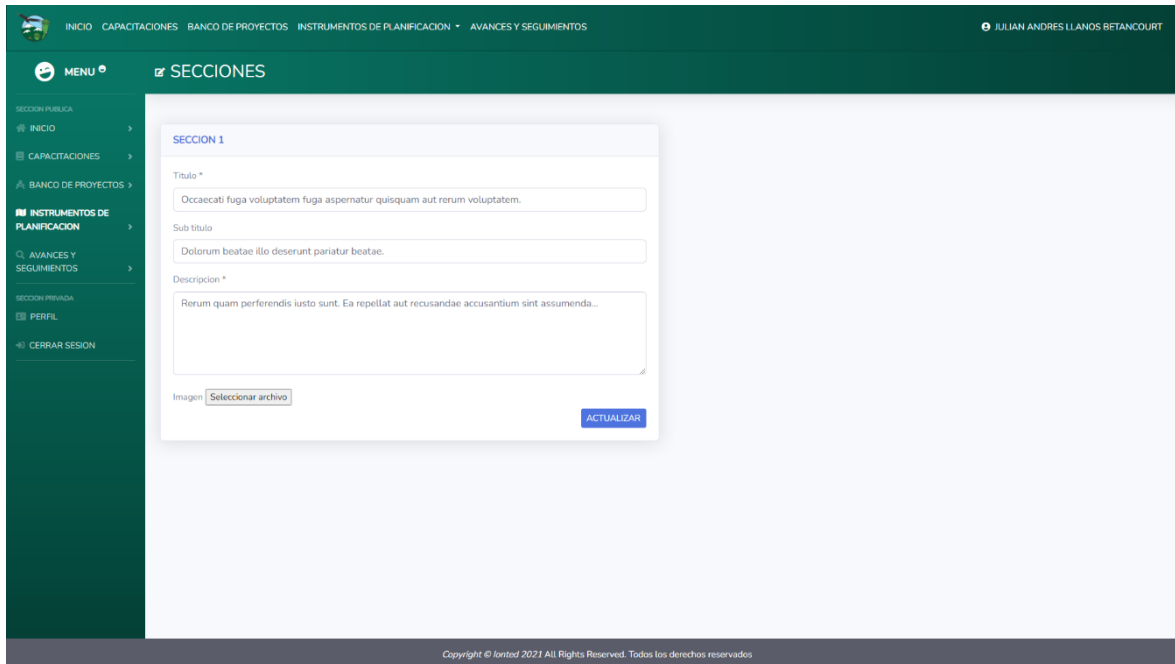 INICIO CAPACITACIONES BANCO DE PROYECTOS INSTRUMENTOS DE PLANIFICACION AVANCES Y SEGUIMIENTOS JULIAN ANDRES LLANOS BETANCOURT
MENU
SECCIONES
SECCION PUBLICA
INICIO
CAPACITACIONES
BANCO DE PROYECTOS
INSTRUMENTOS DE
PLANIFICACION
AVANCES Y
SEGUIMIENTOS
SECCION PRIVADA
PERFIL
CERRAR SESION
SECCION 1
Titulo *
Occaecati fuga voluptatem fuga aspernatur quisquam aut rerum voluptatem.
Sub titulo
Dolorum beatae illo deserunt pariatur beatae.
Descripcion *
Rerum quam perferendis iusto sunt. Ea repellat aut recusandae accusantium sint assumenda...
Imagen Seleccionar archivo
ACTUALIZAR
Copyright © Ionted 2021 All Rights Reserved. Todos los derechos reservados